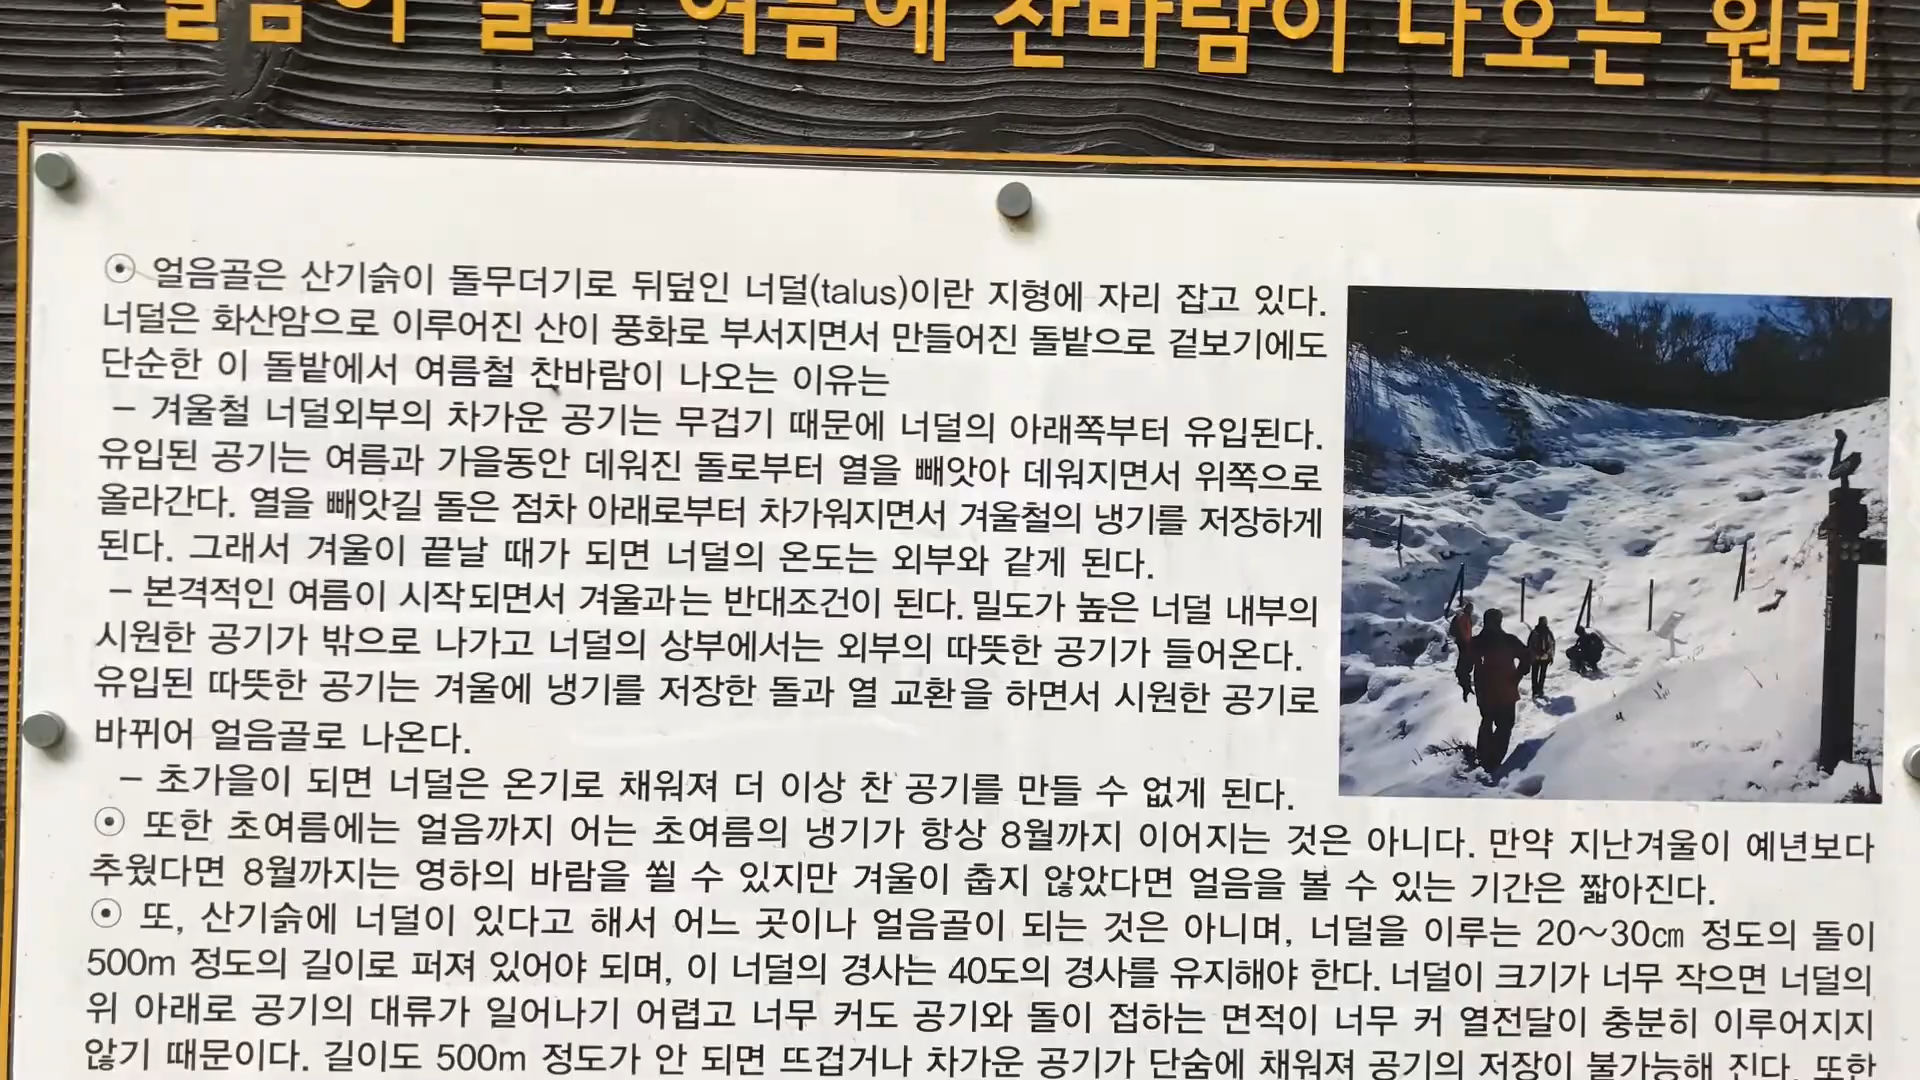 얼음이 얼고 여름에 찬바람이 나오는 원리
⊙ 얼음골은 산기슭이 돌무더기로 뒤덮인 너덜(talus)이란 지형에 자리 잡고 있다.
너덜은 화산암으로 이루어진 산이 풍화로 부서지면서 만들어진 돌밭으로 겉보기에도
단순한 이 돌밭에서 여름철 찬바람이 나오는 이유는
– 겨울철 너덜외부의 차가운 공기는 무겁기 때문에 너덜의 아래쪽부터 유입된다.
유입된 공기는 여름과 가을동안 데워진 돌로부터 열을 빼앗아 데워지면서 위쪽으로
올라간다. 열을 빼앗길 돌은 점차 아래로부터 차가워지면서 겨울철의 냉기를 저장하게
된다. 그래서 겨울이 끝날 때가 되면 너덜의 온도는 외부와 같게 된다.
– 본격적인 여름이 시작되면서 겨울과는 반대조건이 된다. 밀도가 높은 너덜 내부의
시원한 공기가 밖으로 나가고 너덜의 상부에서는 외부의 따뜻한 공기가 들어온다.
유입된 따뜻한 공기는 겨울에 냉기를 저장한 돌과 열 교환을 하면서 시원한 공기로
바뀌어 얼음골로 나온다.
– 초가을이 되면 너덜은 온기로 채워져 더 이상 찬 공기를 만들 수 없게 된다.
⊙ 또한 초여름에는 얼음까지 어는 초여름의 냉기가 항상 8월까지 이어지는 것은 아니다. 만약 지난겨울이 예년보다
추웠다면 8월까지는 영하의 바람을 쐴 수 있지만 겨울이 춥지 않았다면 얼음을 볼 수 있는 기간은 짧아진다.
⊙ 또, 산기슭에 너덜이 있다고 해서 어느 곳이나 얼음골이 되는 것은 아니며, 너덜을 이루는 20～30㎝ 정도의 돌이
500m 정도의 길이로 퍼져 있어야 되며, 이 너덜의 경사는 40도의 경사를 유지해야 한다. 너덜이 크기가 너무 작으면 너덜의
위 아래로 공기의 대류가 일어나기 어렵고 너무 커도 공기와 돌이 접하는 면적이 너무 커 열전달이 충분히 이루어지지
않기 때문이다. 길이도 500m 정도가 안 되면 뜨겁거나 차가운 공기가 단숨에 채워져 공기의 저장이 불가능해 진다. 또한